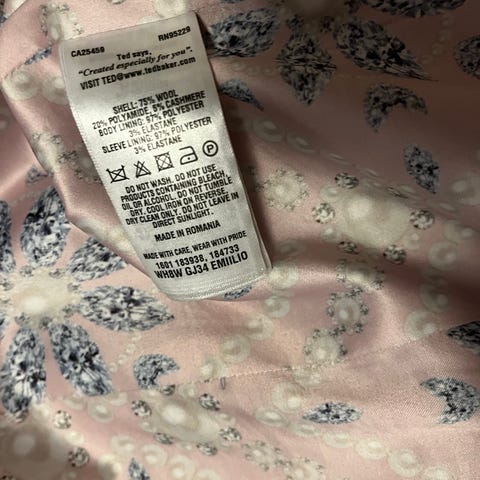 CA25459 RN95229
Ted says,
"Created especially for you".
VISIT TED@www.tedbaker.com
SHELL: 75% WOOL
20% POLYAMIDE, 5% CASHMERE
BODY LINING: 97% POLYESTER
3% ELASTANE
SLEEVE LINING: 97% POLYESTER
3% ELASTANE
P
DO NOT WASH. DO NOT USE
PRODUCTS CONTAINING BLEACH,
OIL OR ALCOHOL. DO NOT TUMBLE
DRY. COOL IRON ON REVERSE.
DRY CLEAN ONLY. DO NOT LEAVE IN
DIRECT SUNLIGHT.
MADE IN ROMANIA
MADE WITH CARE, WEAR WITH PRIDE
1601 183938, 184733
WH8W GJ34 EMIILIO